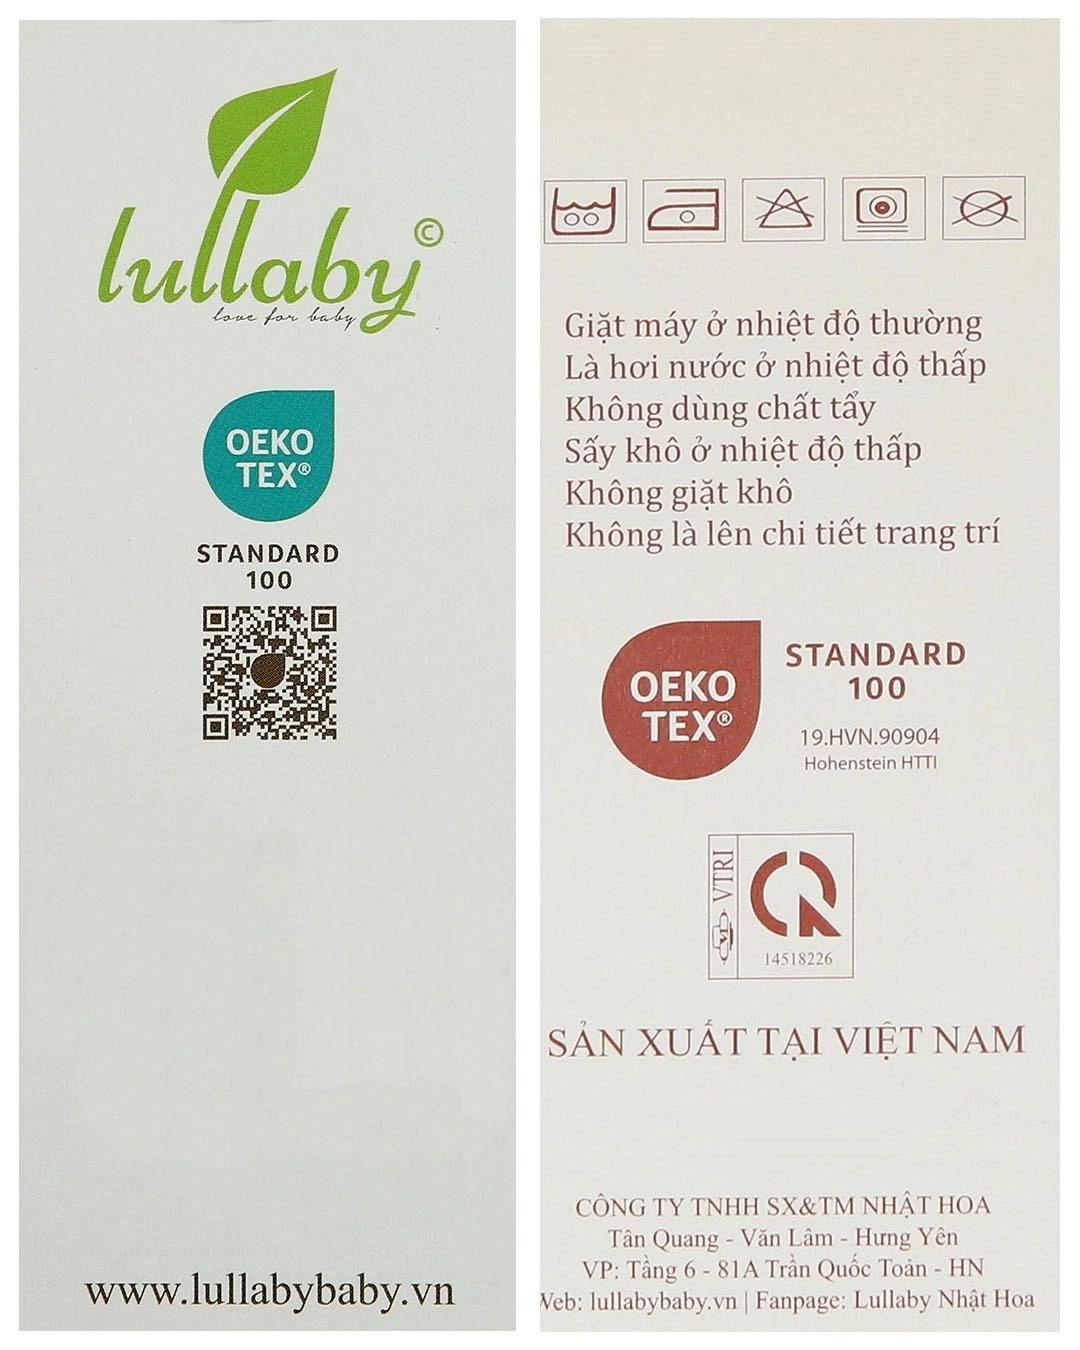 lullaby ©
love for baby
OEKO
TEX®
STANDARD
100
www.lullabybaby.vn
Giặt máy ở nhiệt độ thường
Là hơi nước ở nhiệt độ thấp
Không dùng chất tẩy
Sấy khô ở nhiệt độ thấp
Không giặt khô
Không là lên chi tiết trang trí
OEKO
TEX®
STANDARD
100
19.HVN.90904
Hohenstein HTTI
VTRI
CR
14518226
SẢN XUẤT TẠI VIỆT NAM
CÔNG TY TNHH SX&TM NHẬT HOA
Tân Quang - Văn Lâm - Hưng Yên
VP: Tầng 6 - 81A Trần Quốc Toản - HN
Web: lullabybaby.vn | Fanpage: Lullaby Nhật Hoa